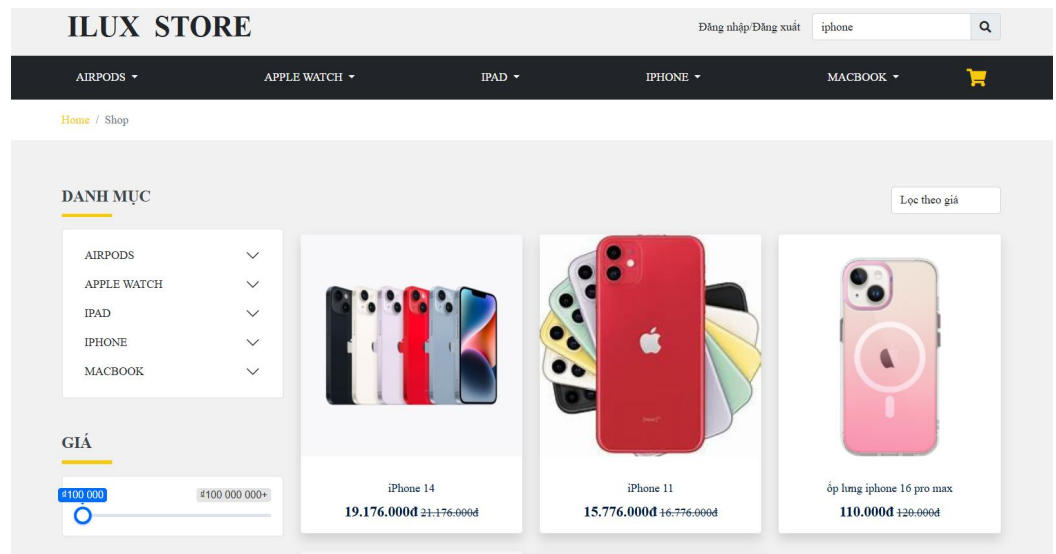 ILUX STORE
Đăng nhập/Đăng xuất
iphone
AIRPODS
APPLE WATCH
IPAD
IPHONE
MACBOOK
Home / Shop
DANH MỤC
Lọc theo giá
AIRPODS
APPLE WATCH
IPAD
IPHONE
MACBOOK
GIÁ
₫100 000
₫100 000 000+
iPhone 14
19.176.000đ 21.176.000đ
iPhone 11
15.776.000đ 16.776.000đ
ốp lưng iphone 16 pro max
110.000đ 120.000đ